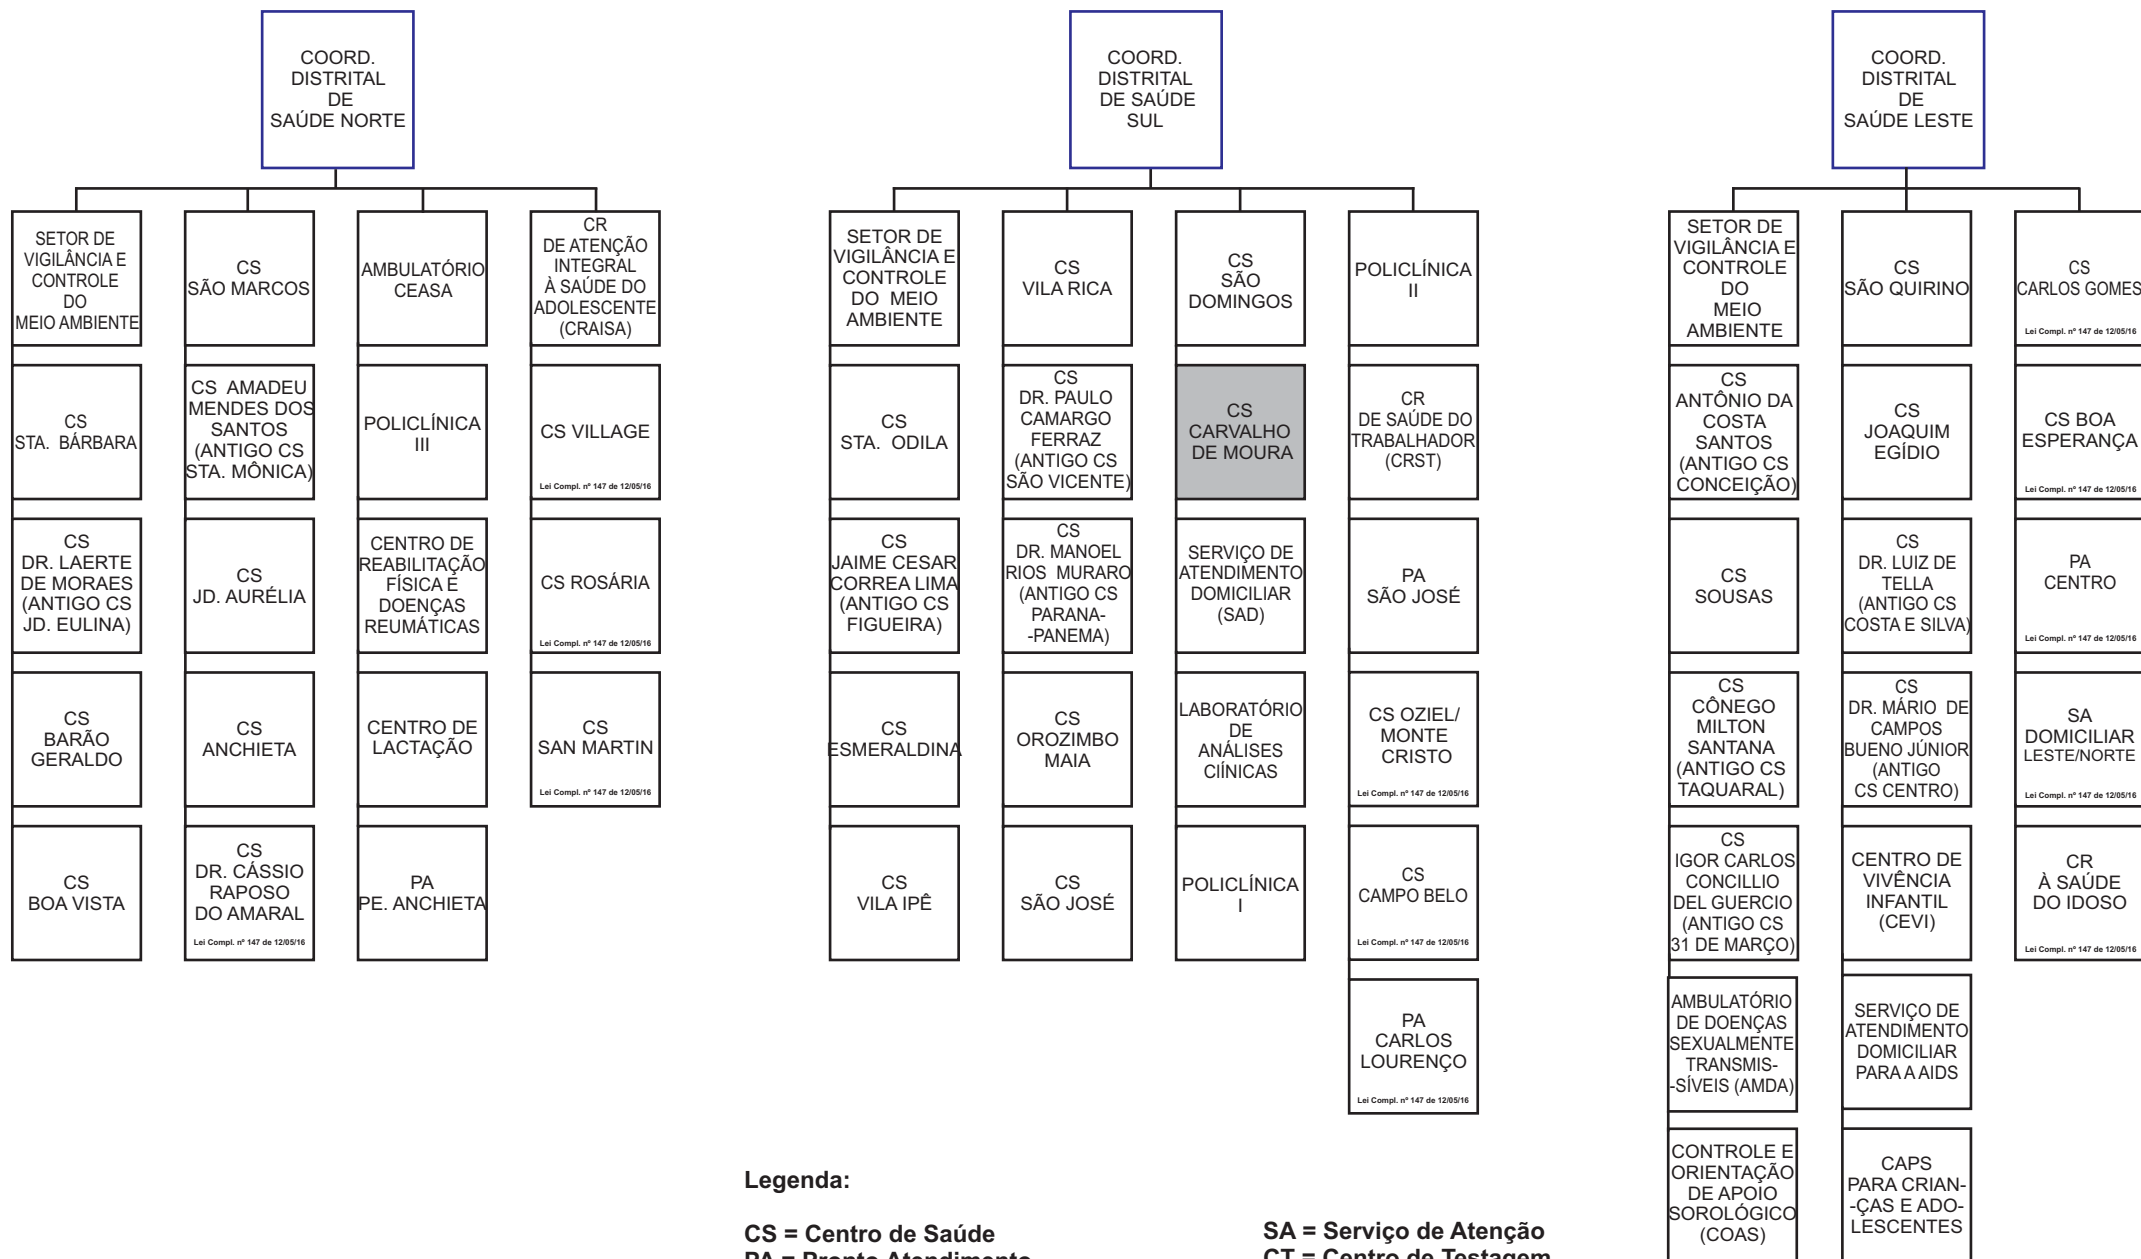 COORD.
DISTRITAL
DE
SAÚDE NORTE
SETOR DE
VIGILÂNCIA E
CONTROLE
DO
MEIO AMBIENTE
CS
STA. BÁRBARA
CS
DR. LAERTE
DE MORAES
(ANTIGO CS
JD. EULINA)
CS
BARÃO
GERALDO
CS
BOA VISTA
CS
SÃO MARCOS
CS AMADEU
MENDES DOS
SANTOS
(ANTIGO CS
STA. MÔNICA)
CS
JD. AURÉLIA
CS
ANCHIETA
CS
DR. CÁSSIO
RAPOSO
DO AMARAL
Lei Compl. nº 147 de 12/05/16
AMBULATÓRIO
CEASA
POLICLÍNICA
III
CENTRO DE
REABILITAÇÃO
FÍSICA E
DOENÇAS
REUMÁTICAS
CENTRO DE
LACTAÇÃO
PA
PE. ANCHIETA
CR
DE ATENÇÃO
INTEGRAL
À SAÚDE DO
ADOLESCENTE
(CRAISA)
CS VILLAGE
Lei Compl. nº 147 de 12/05/16
CS ROSÁRIA
Lei Compl. nº 147 de 12/05/16
CS
SAN MARTIN
Lei Compl. nº 147 de 12/05/16
COORD.
DISTRITAL
DE SAÚDE
SUL
SETOR DE
VIGILÂNCIA E
CONTROLE
DO MEIO
AMBIENTE
CS
STA. ODILA
CS
JAIME CESAR
CORREA LIMA
(ANTIGO CS
FIGUEIRA)
CS
ESMERALDINA
CS
VILA IPÊ
CS
VILA RICA
CS
DR. PAULO
CAMARGO
FERRAZ
(ANTIGO CS
SÃO VICENTE)
CS
DR. MANOEL
RIOS MURARO
(ANTIGO CS
PARANA-
-PANEMA)
CS
OROZIMBO
MAIA
CS
SÃO JOSÉ
CS
SÃO
DOMINGOS
CS
CARVALHO
DE MOURA
SERVIÇO DE
ATENDIMENTO
DOMICILIAR
(SAD)
LABORATÓRIO
DE
ANÁLISES
ClÍNICAS
POLICLÍNICA
I
POLICLÍNICA
II
CR
DE SAÚDE DO
TRABALHADOR
(CRST)
PA
SÃO JOSÉ
CS OZIEL/
MONTE
CRISTO
Lei Compl. nº 147 de 12/05/16
CS
CAMPO BELO
Lei Compl. nº 147 de 12/05/16
PA
CARLOS
LOURENÇO
Lei Compl. nº 147 de 12/05/16
COORD.
DISTRITAL
DE
SAÚDE LESTE
SETOR DE
VIGILÂNCIA E
CONTROLE
DO
MEIO
AMBIENTE
CS
ANTÔNIO DA
COSTA
SANTOS
(ANTIGO CS
CONCEIÇÃO)
CS
SOUSAS
CS
CÔNEGO
MILTON
SANTANA
(ANTIGO CS
TAQUARAL)
CS
IGOR CARLOS
CONCILLIO
DEL GUERCIO
(ANTIGO CS
31 DE MARÇO)
AMBULATÓRIO
DE DOENÇAS
SEXUALMENTE
TRANSMIS-
-SÍVEIS (AMDA)
CONTROLE E
ORIENTAÇÃO
DE APOIO
SOROLÓGICO
(COAS)
CS
SÃO QUIRINO
CS
JOAQUIM
EGÍDIO
CS
DR. LUIZ DE
TELLA
(ANTIGO CS
COSTA E SILVA)
CS
DR. MÁRIO DE
CAMPOS
BUENO JÚNIOR
(ANTIGO
CS CENTRO)
CENTRO DE
VIVÊNCIA
INFANTIL
(CEVI)
SERVIÇO DE
ATENDIMENTO
DOMICILIAR
PARA A AIDS
CAPS
PARA CRIAN-
-ÇAS E ADO-
LESCENTES
CS
CARLOS GOMES
Lei Compl. nº 147 de 12/05/16
CS BOA
ESPERANÇA
Lei Compl. nº 147 de 12/05/16
PA
CENTRO
Lei Compl. nº 147 de 12/05/16
SA
DOMICILIAR
LESTE/NORTE
Lei Compl. nº 147 de 12/05/16
CR
À SAÚDE
DO IDOSO
Lei Compl. nº 147 de 12/05/16
Legenda:
CS = Centro de Saúde
PA = Pronto Atendimento
SA = Serviço de Atenção
CT = Centro de Testagem